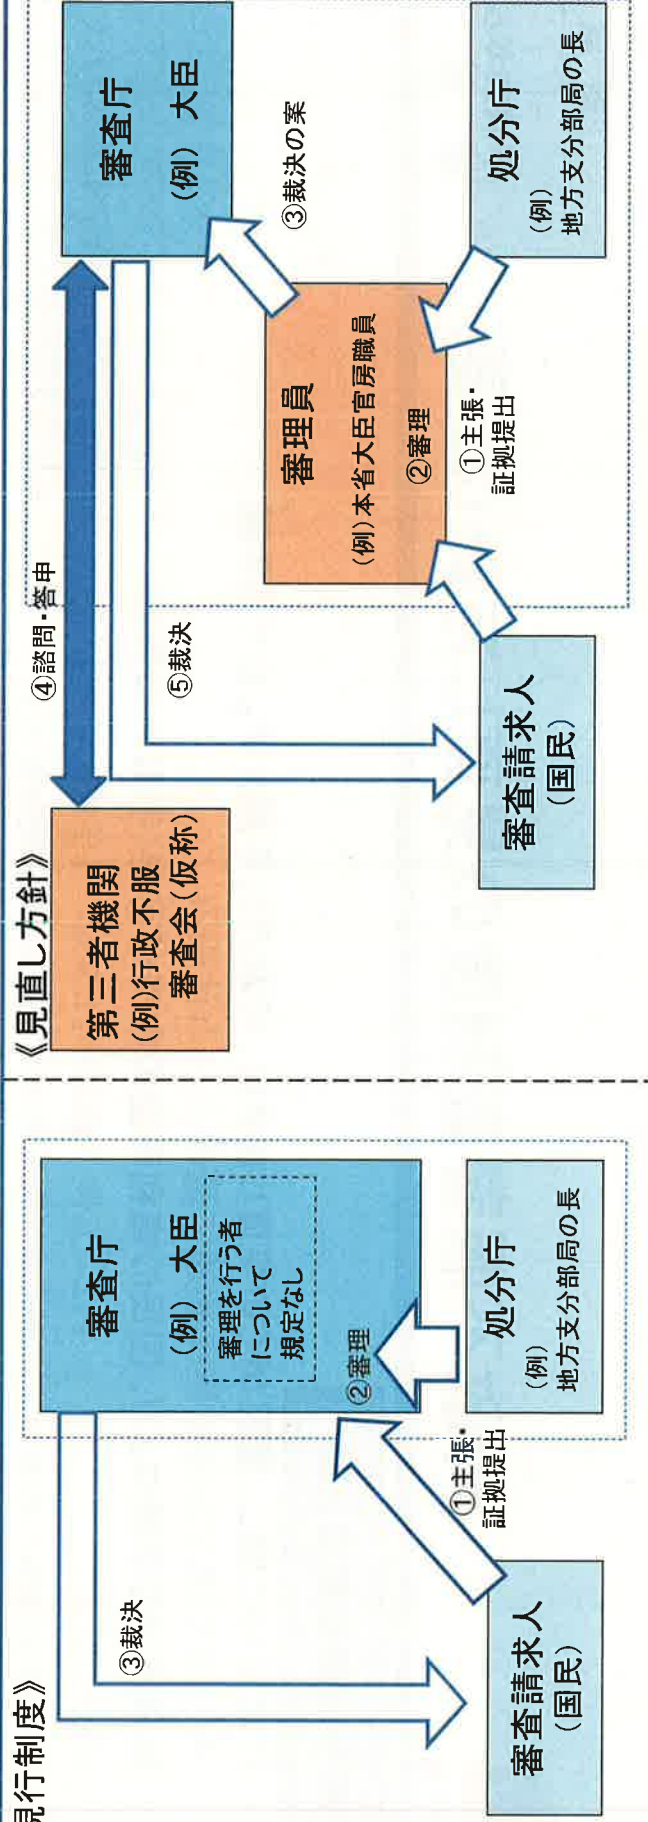 現行制度》
審査庁
(例) 大臣
審理を行う者
について
規定なし
②審理
③裁決
①主張・
証拠提出
処分庁
(例)
地方支分部局の長
審査請求人
(国民)
《見直し方針》
第三者機関
(例)行政不服
審査会(仮称)
④諮問・答申
⑤裁決
審査庁
(例) 大臣
③裁決の案
審理員
(例)本省大臣官房職員
②審理
①主張・
証拠提出
処分庁
(例)
地方支分部局の長
審査請求人
(国民)